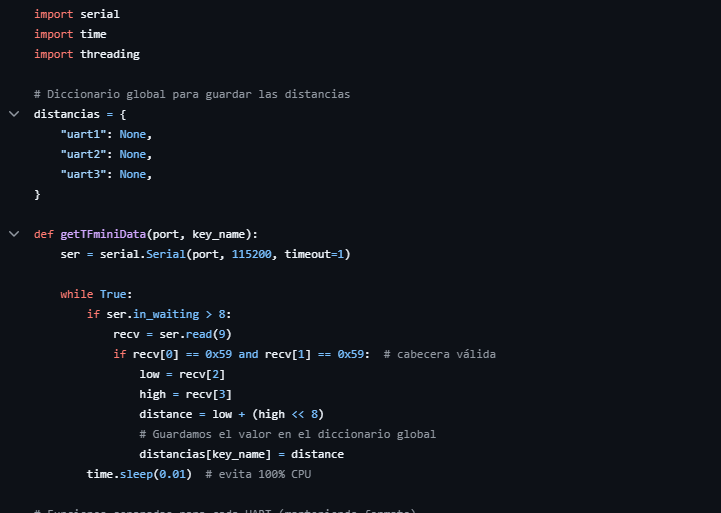 import serial
import time
import threading
# Diccionario global para guardar las distancias
distancias = {
"uart1": None,
"uart2": None,
"uart3": None,
}
def getTFminiData(port, key_name):
ser = serial.Serial(port, 115200, timeout=1)
while True:
if ser.in_waiting > 8:
recv = ser.read(9)
if recv[0] == 0x59 and recv[1] == 0x59:  # cabecera válida
low = recv[2]
high = recv[3]
distance = low + (high << 8)
# Guardamos el valor en el diccionario global
distancias[key_name] = distance
time.sleep(0.01)  # evita 100% CPU